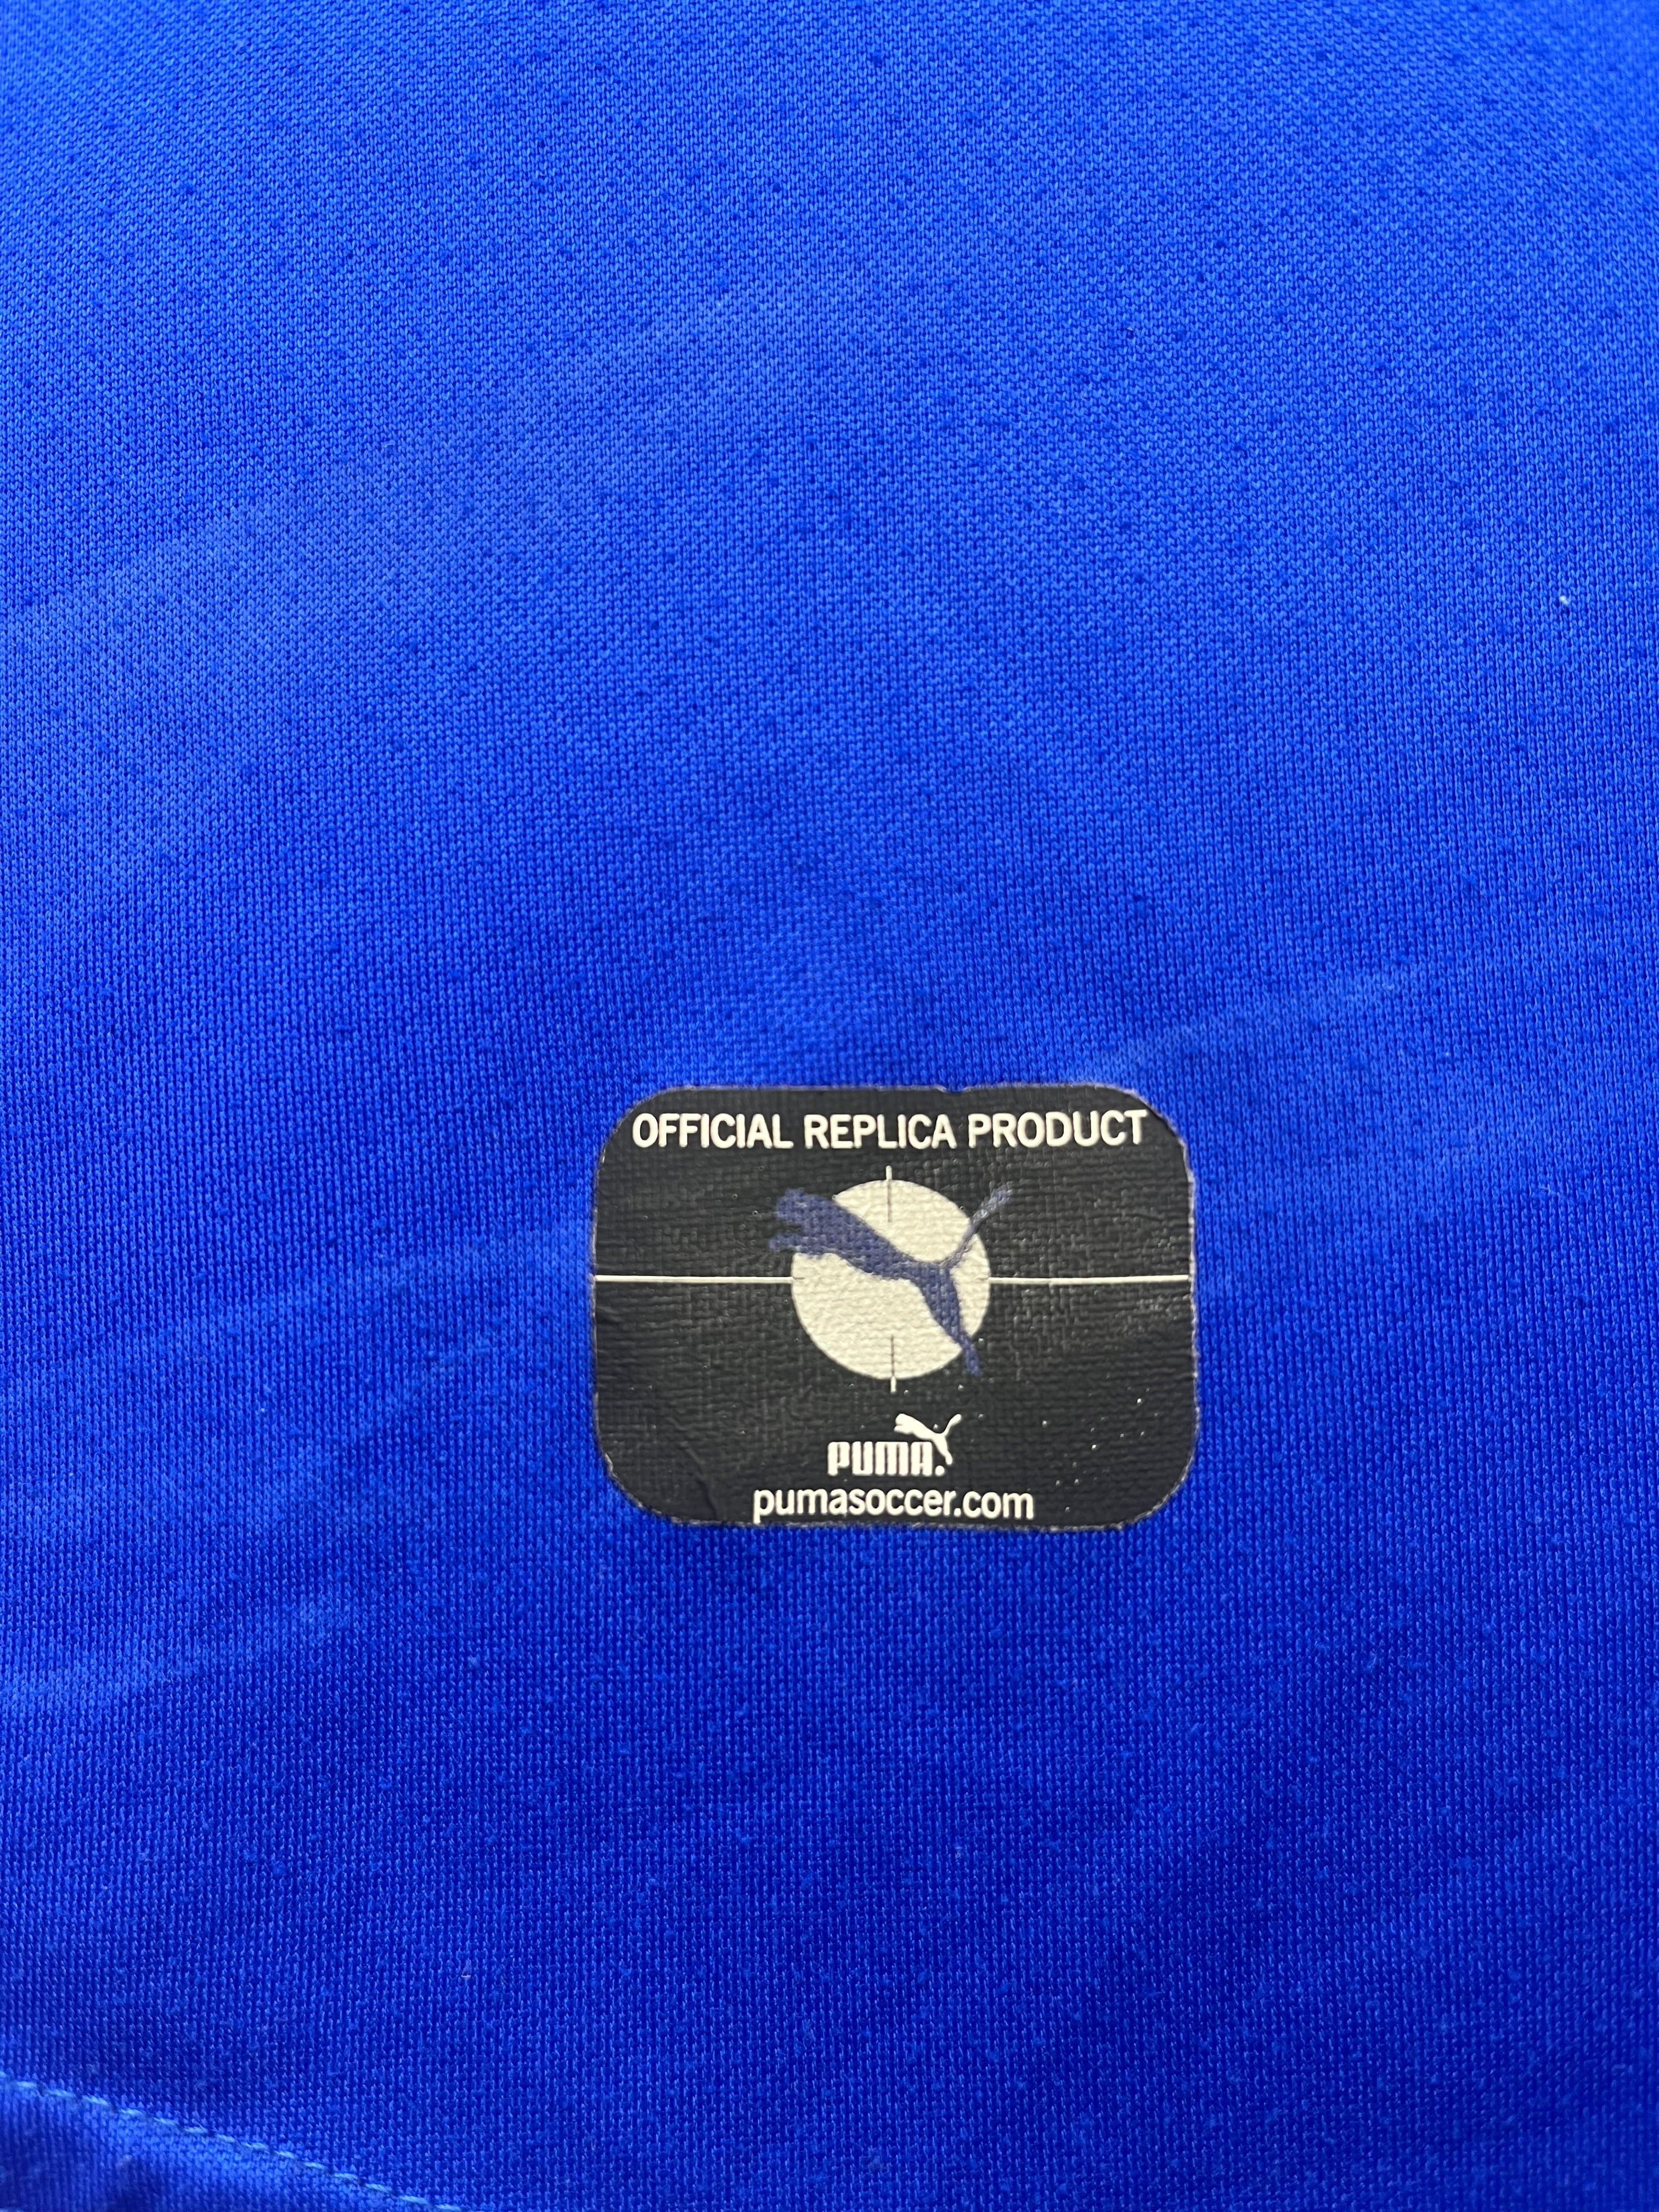 OFFICIAL REPLICA PRODUCT
PUMA.
pumasoccer.com